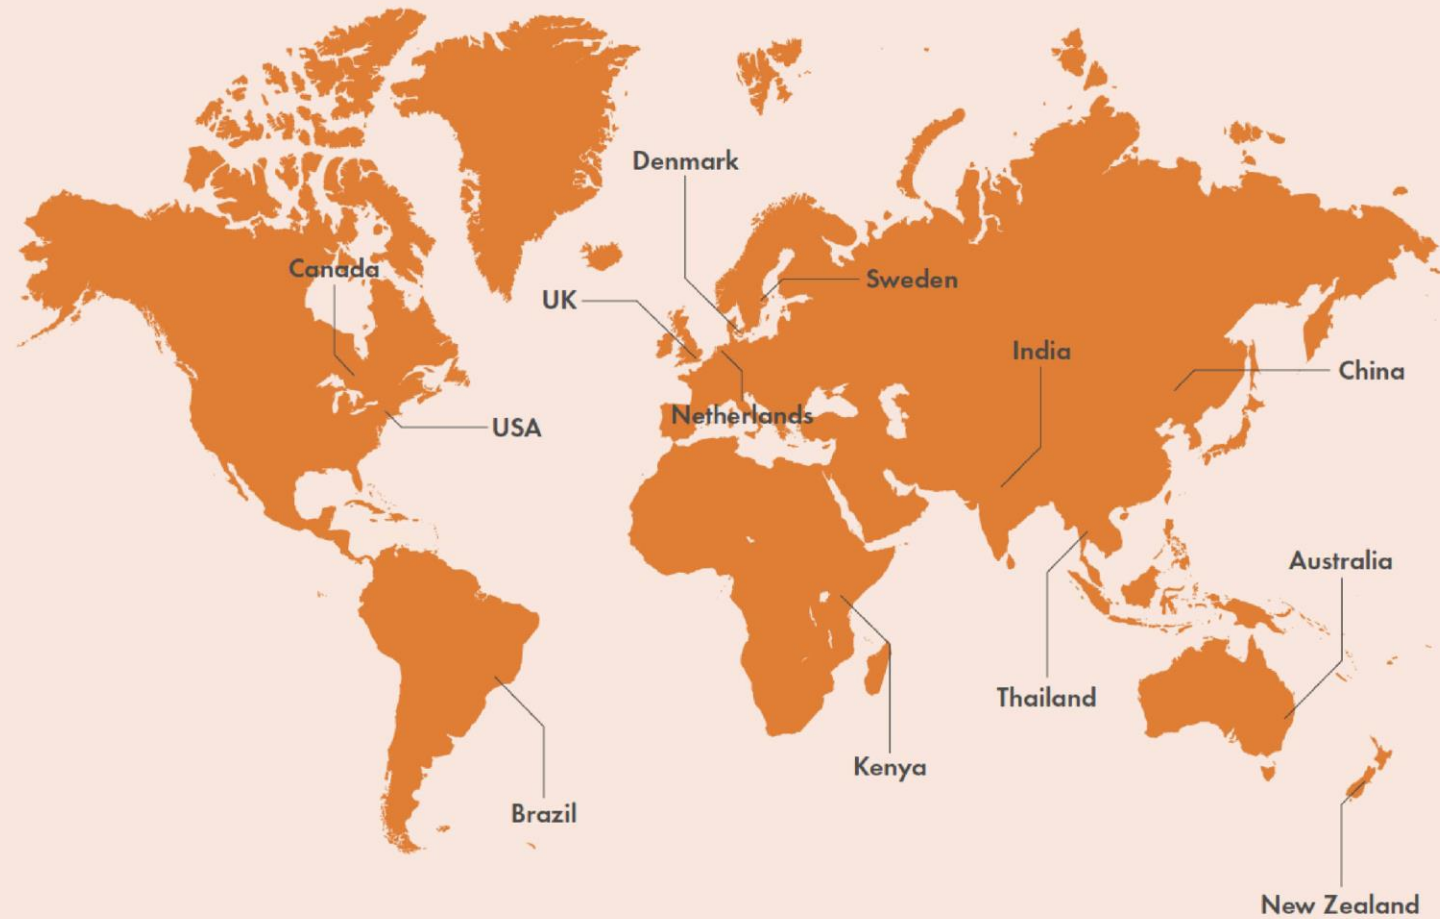 Denmark
Canada
Sweden
UK
India
China
Netherlands
USA
Australia
Thailand
Kenya
Brazil
New Zealand